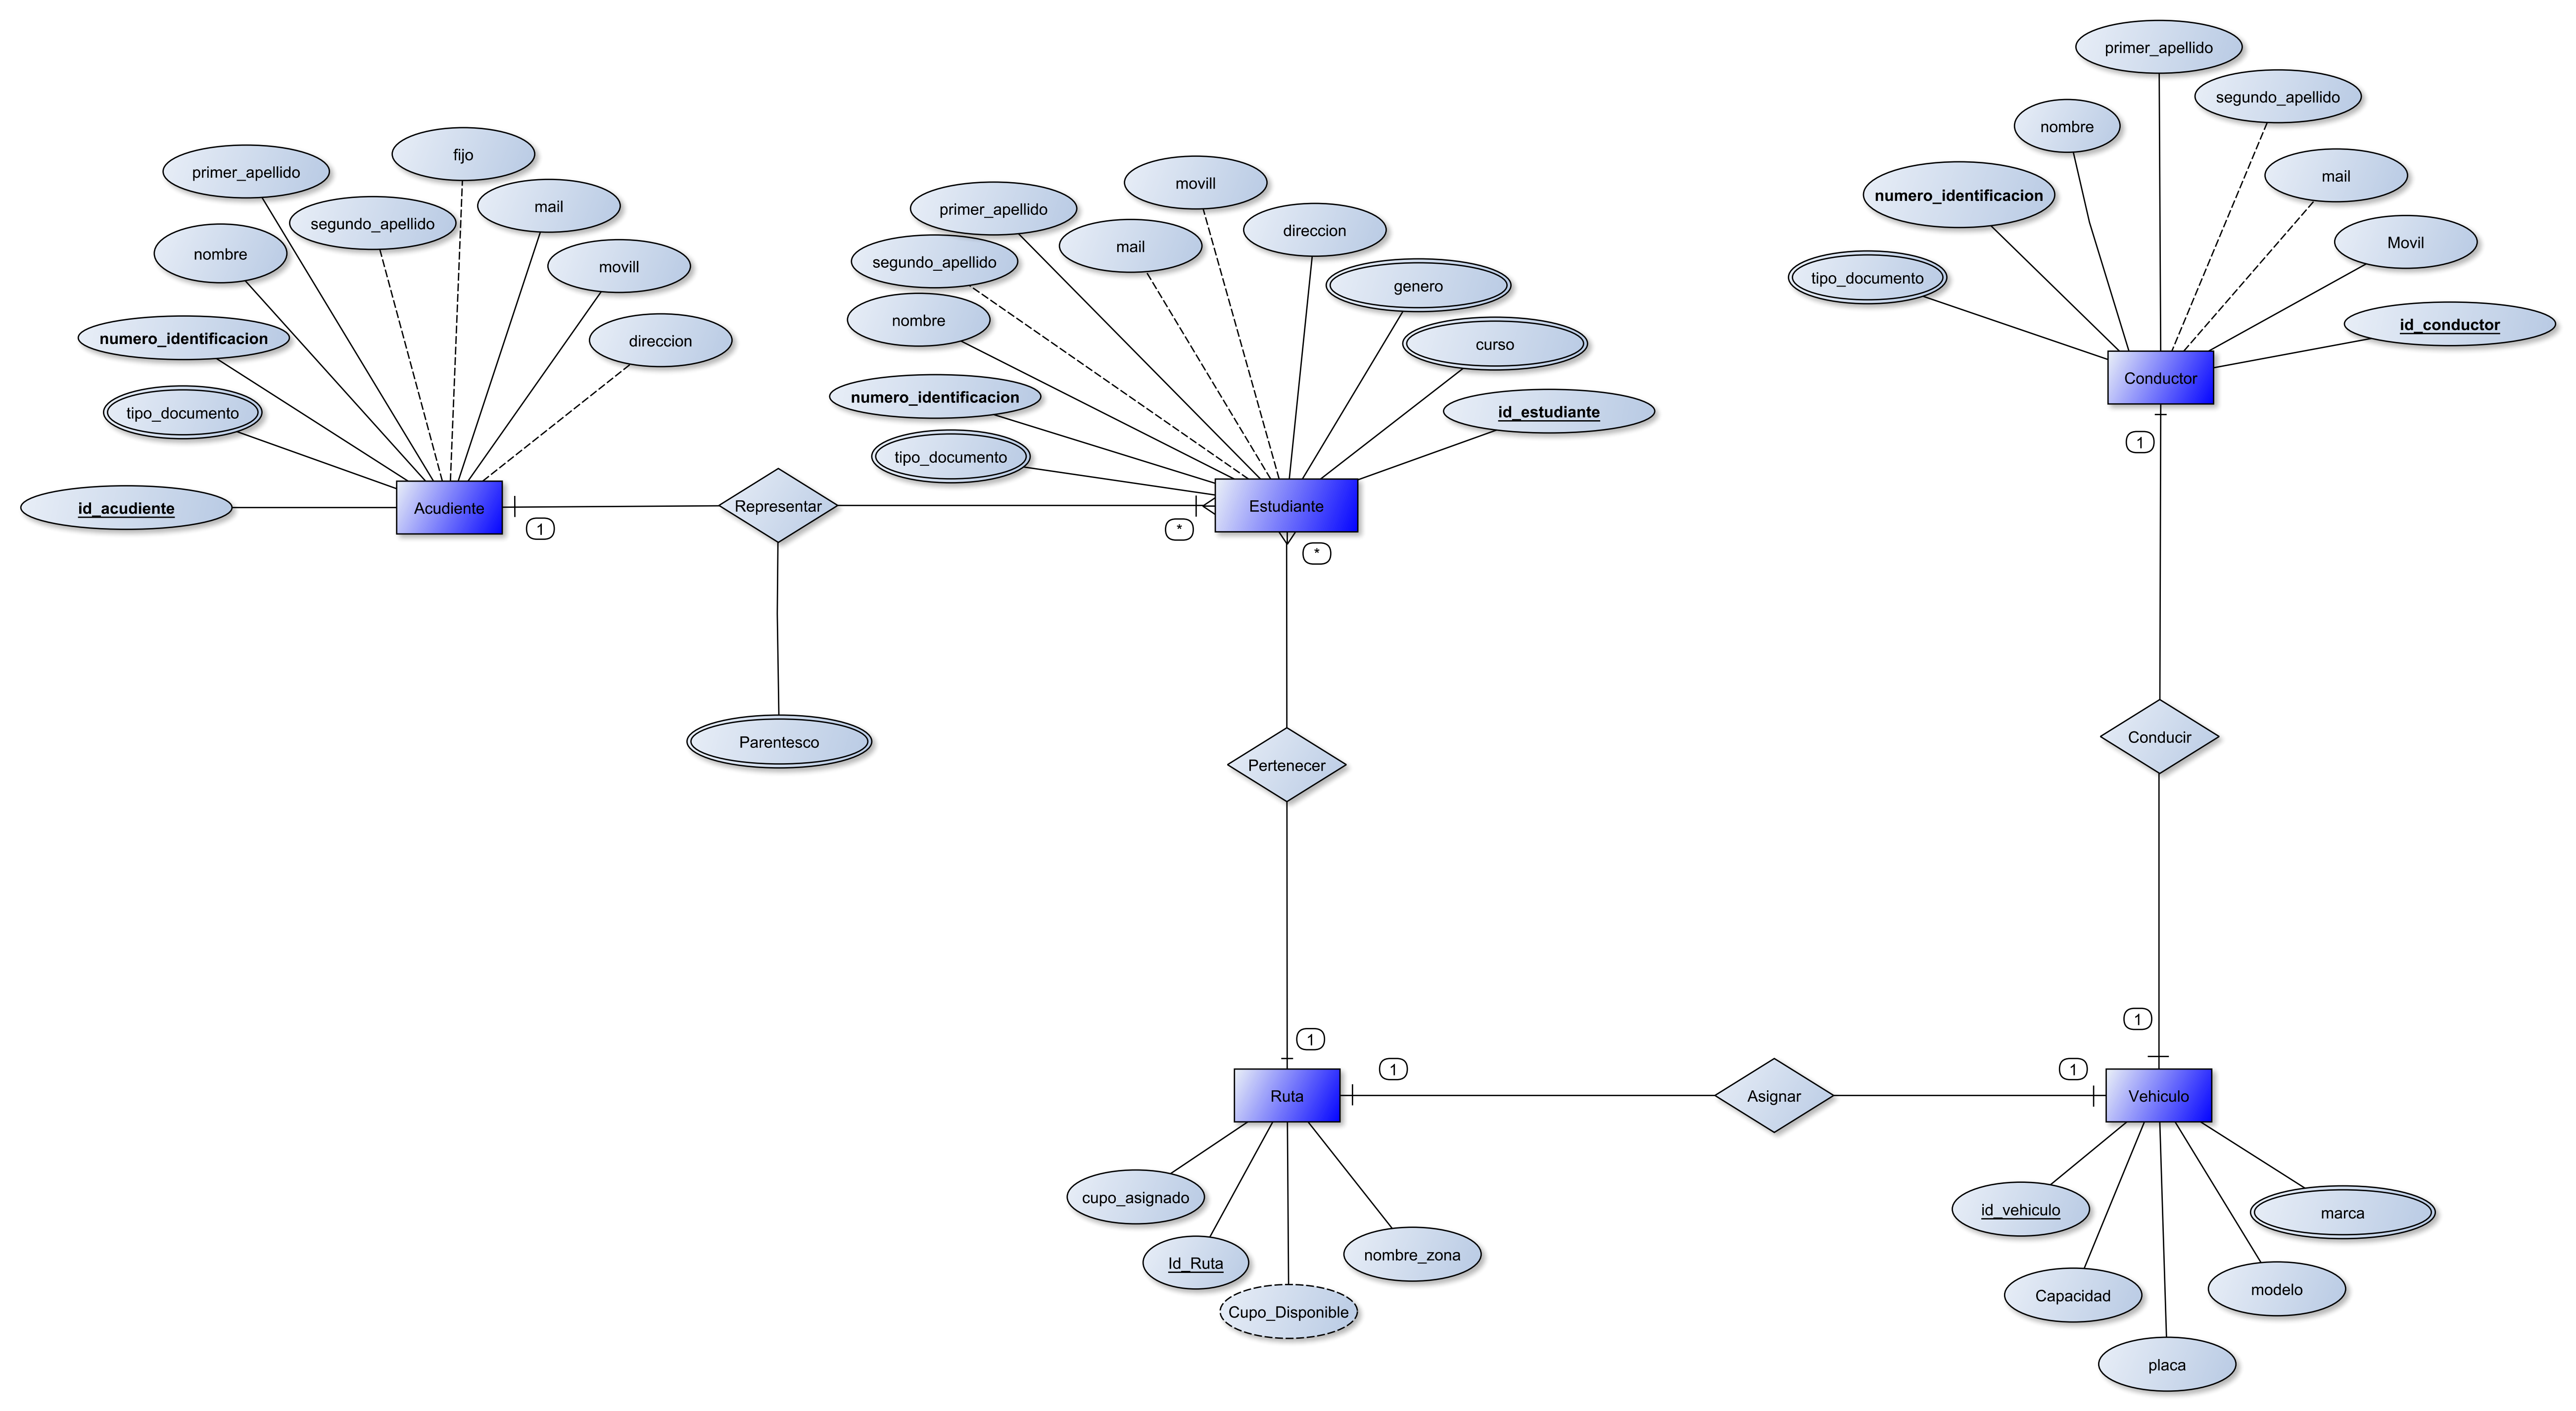 primer_apellido
segundo_apellido
nombre
mail
numero_identificacion
Movil
tipo_documento
id_conductor
Conductor
1
fijo
primer_apellido
mail
segundo_apellido
nombre
movill
numero_identificacion
direccion
tipo_documento
id_acudiente
Acudiente
1
Representar
Parentesco
movill
primer_apellido
direccion
mail
segundo_apellido
genero
nombre
curso
numero_identificacion
id_estudiante
tipo_documento
Estudiante
*
*
Pertenecer
Conducir
1
1
1
1
Ruta
Asignar
Vehiculo
cupo_asignado
Id_Ruta
nombre_zona
Cupo_Disponible
id_vehiculo
marca
Capacidad
modelo
placa